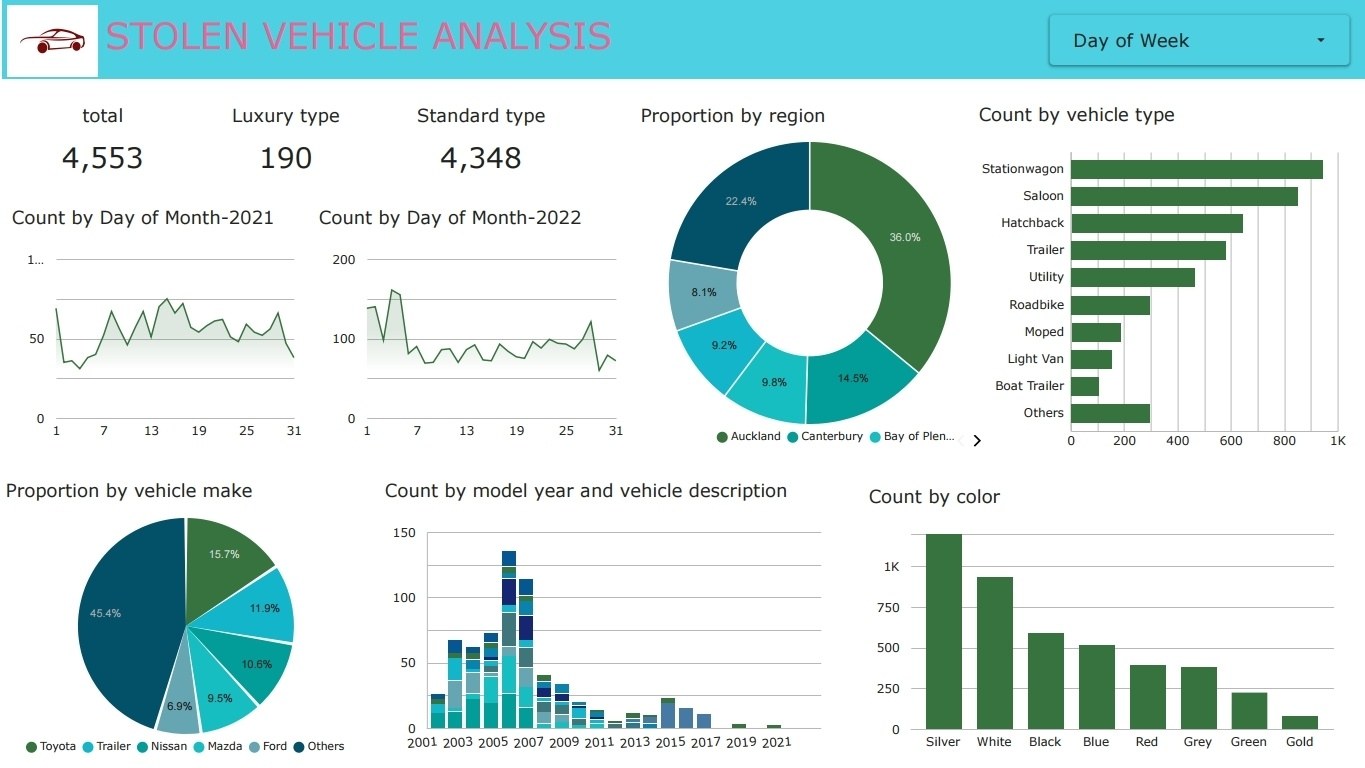 STOLEN VEHICLE ANALYSIS
Day of Week
total
Luxury type
Standard type
4,553
190
4,348
Count by Day of Month-2021
1...
50
0
1 7 13 19 25 31
Count by Day of Month-2022
200
100
0
1 7 13 19 25 31
Proportion by region
22.4%
36.0%
8.1%
9.2%
9.8%
14.5%
Auckland Canterbury Bay of Plen...
Count by vehicle type
Stationwagon
Saloon
Hatchback
Trailer
Utility
Roadbike
Moped
Light Van
Boat Trailer
Others
0 200 400 600 800 1K
Proportion by vehicle make
15.7%
45.4%
11.9%
10.6%
9.5%
6.9%
Toyota Trailer Nissan Mazda Ford Others
Count by model year and vehicle description
150
100
50
0
2001 2003 2005 2007 2009 2011 2013 2015 2017 2019 2021
Count by color
1K
750
500
250
0
Silver White Black Blue Red Grey Green Gold